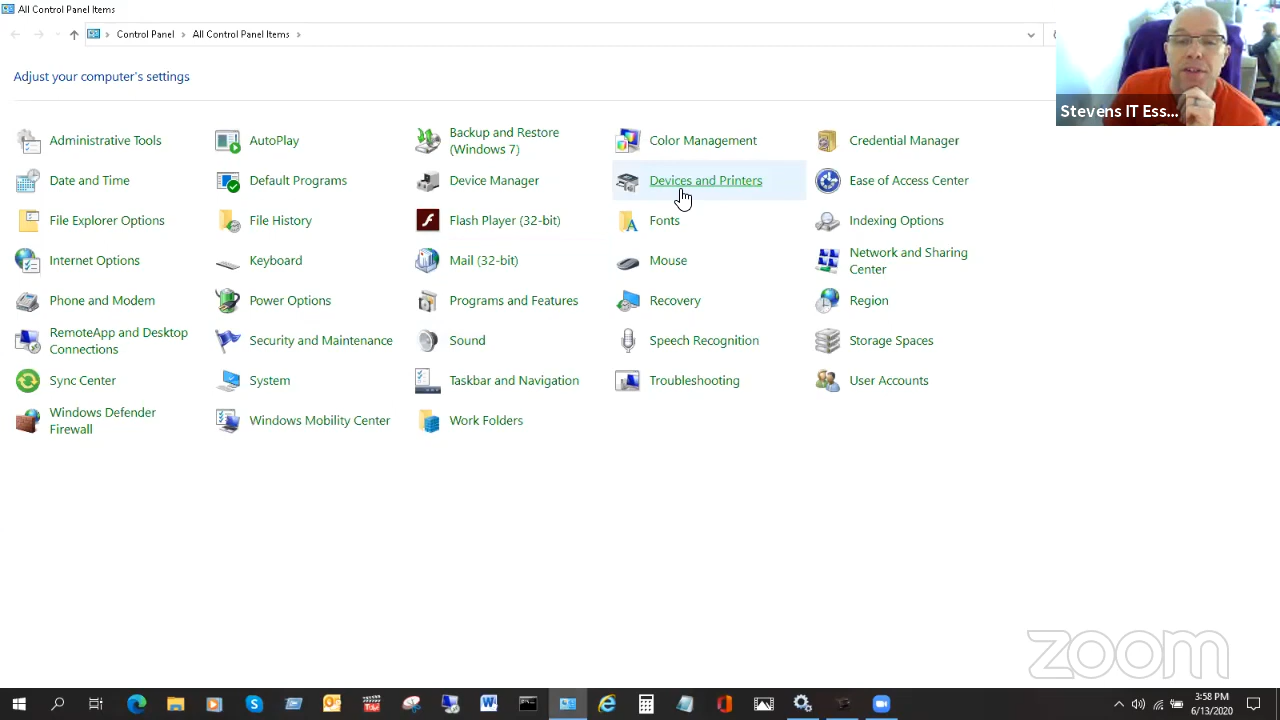 All Control Panel Items
Control Panel > All Control Panel Items >
Stevens IT Ess...
Adjust your computer's settings
Administrative Tools
AutoPlay
Backup and Restore
(Windows 7)
Color Management
Credential Manager
Date and Time
Default Programs
Device Manager
Devices and Printers
Ease of Access Center
File Explorer Options
File History
Flash Player (32-bit)
Fonts
Indexing Options
Internet Options
Keyboard
Mail (32-bit)
Mouse
Network and Sharing
Center
Phone and Modem
Power Options
Programs and Features
Recovery
Region
RemoteApp and Desktop
Connections
Security and Maintenance
Sound
Speech Recognition
Storage Spaces
Sync Center
System
Taskbar and Navigation
Troubleshooting
User Accounts
Windows Defender
Firewall
Windows Mobility Center
Work Folders
zoom
3:58 PM
6/13/2020